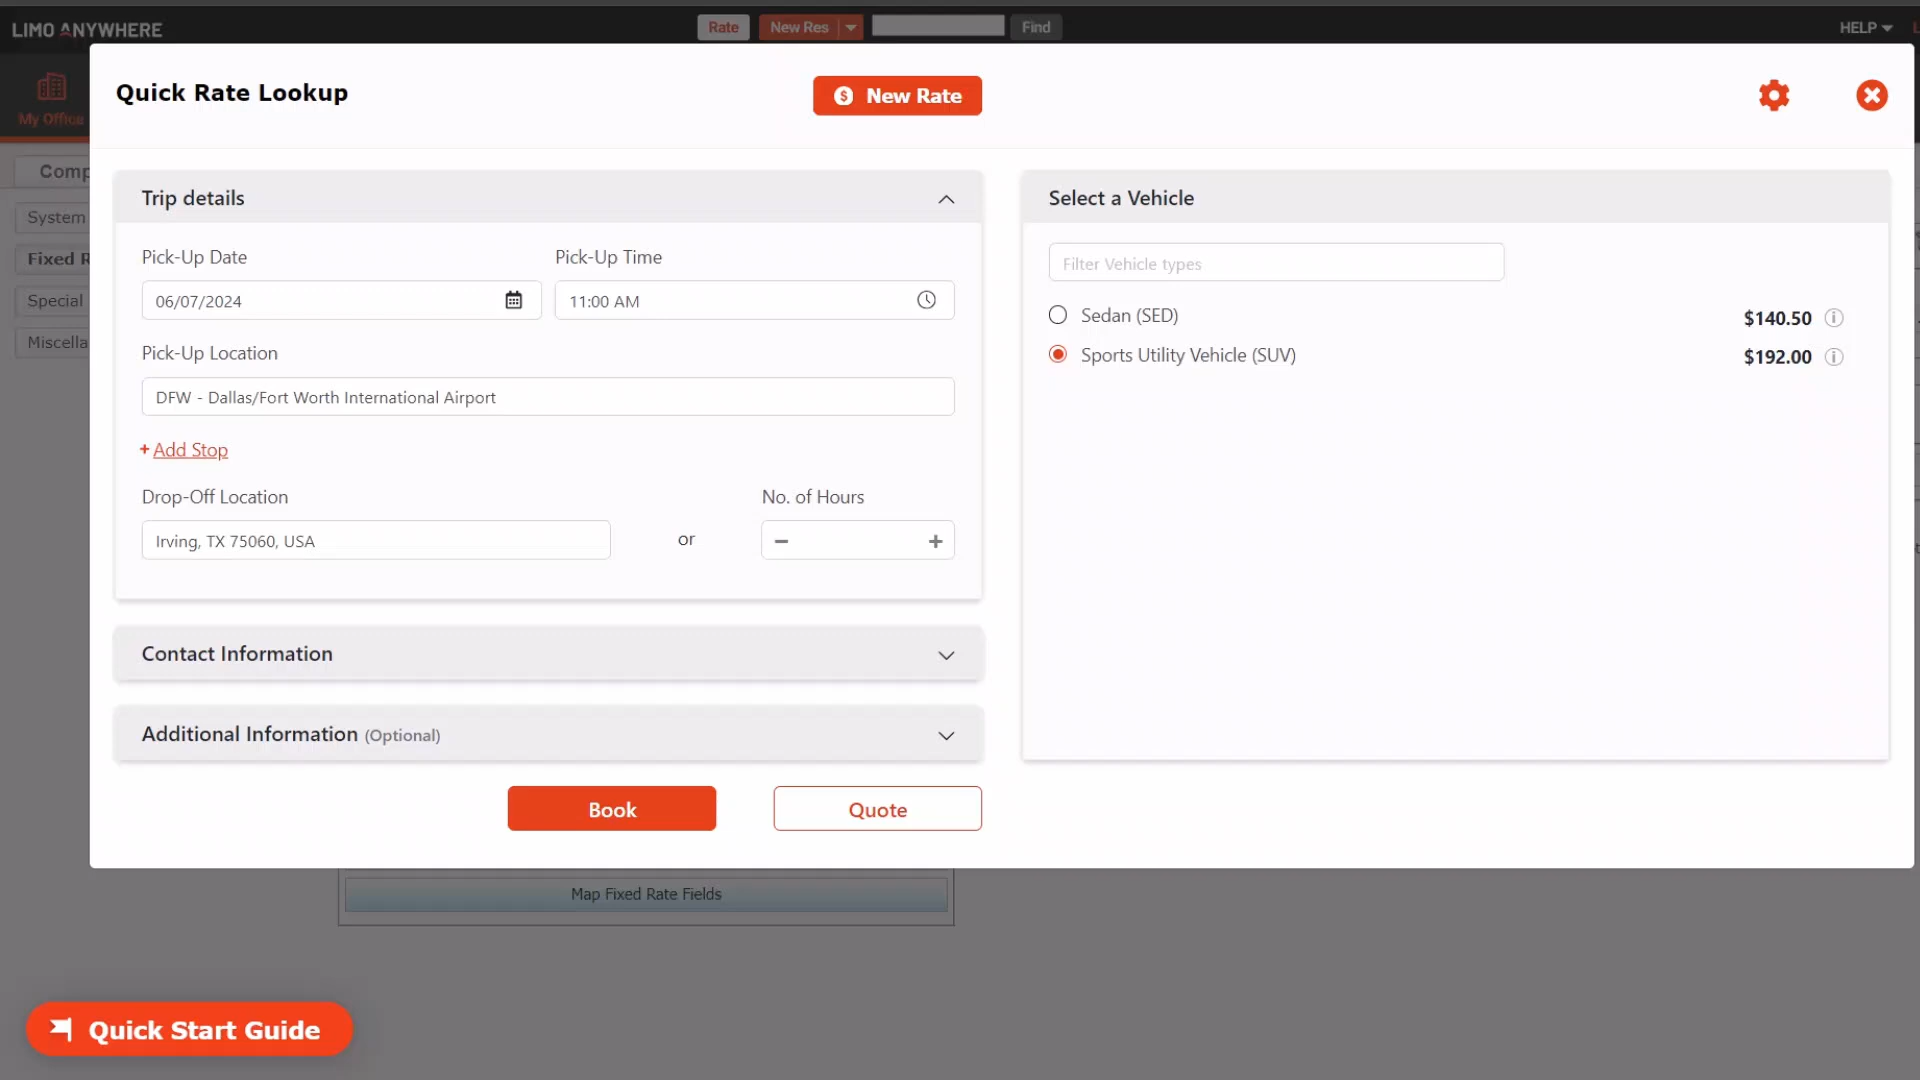 LIMO ANYWHERE
Rate
New Res
Find
HELP
My Office
Quick Rate Lookup
New Rate
Comp
System
Fixed R
Special
Miscella
Trip details
Pick-Up Date
Pick-Up Time
06/07/2024
11:00 AM
Pick-Up Location
DFW - Dallas/Fort Worth International Airport
+ Add Stop
Drop-Off Location
No. of Hours
Irving, TX 75060, USA
or
− +
Contact Information
Additional Information (Optional)
Book
Quote
Select a Vehicle
Filter Vehicle types
Sedan (SED) $140.50
Sports Utility Vehicle (SUV) $192.00
Map Fixed Rate Fields
Quick Start Guide